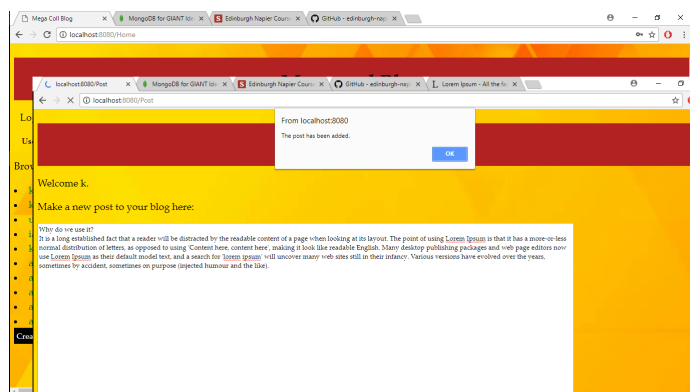 Mega Coll Blog
MongoDB for GIANT Ide
Edinburgh Napier Course
GitHub - edinburgh-napi
localhost:8080/Home
localhost:8080/Post
MongoDB for GIANT Ide
Edinburgh Napier Course
GitHub - edinburgh-napi
Lorem Ipsum - All the fa
localhost:8080/Post
From localhost:8080
The post has been added.
OK
Lo
Us
Brow
Welcome k.
Make a new post to your blog here:
Why do we use it?
It is a long established fact that a reader will be distracted by the readable content of a page when looking at its layout. The point of using Lorem Ipsum is that it has a more-or-less
normal distribution of letters, as opposed to using 'Content here, content here', making it look like readable English. Many desktop publishing packages and web page editors now
use Lorem Ipsum as their default model text, and a search for 'lorem ipsum' will uncover many web sites still in their infancy. Various versions have evolved over the years,
sometimes by accident, sometimes on purpose (injected humour and the like).
Crea